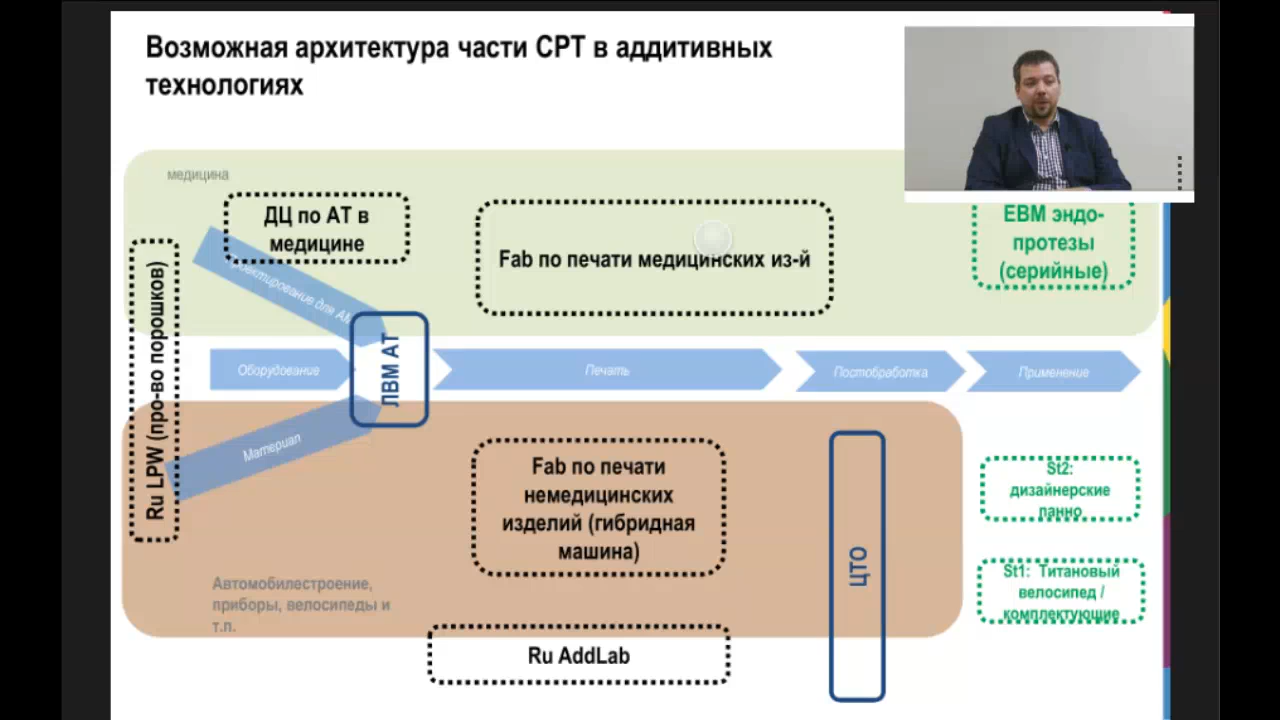 Возможная архитектура части СРТ в аддитивных
технологиях
медицина
ДЦ по АТ в
медицине
Fab по печати медицинских из-й
EBM эндо-
протезы
(серийные)
Ru LPW (про-во порошков)
проектирование для АМ
Оборудование
Материал
ЛВМ АТ
Печать
Постобработка
Применение
Fab по печати
немедицинских
изделий (гибридная
машина)
ЦТО
St2:
дизайнерские
панно
St1: Титановый
велосипед /
комплектующие
Автомобилестроение,
приборы, велосипеды и
т.п.
Ru AddLab